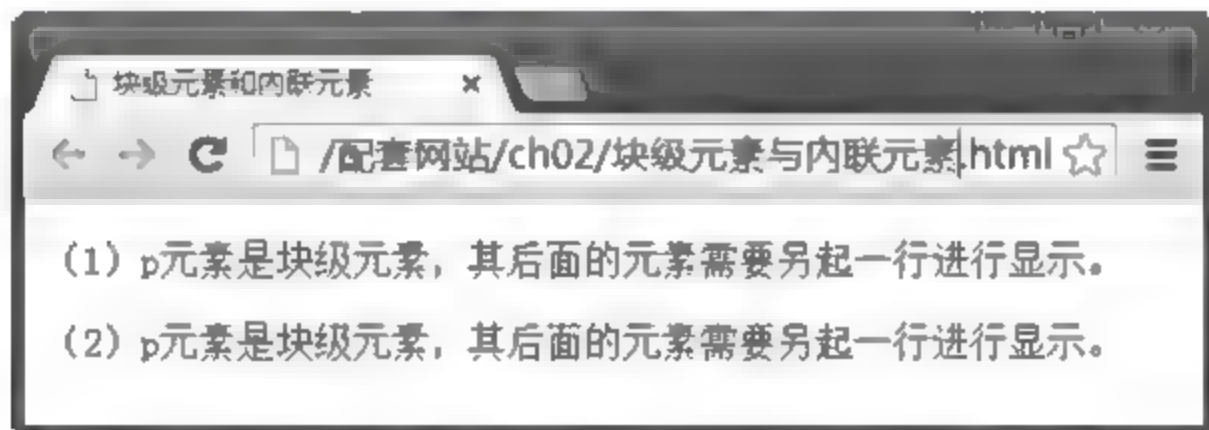 块级元素和内联元素
/配套网站/ch02/块级元素与内联元素.html
（1）p元素是块级元素，其后面的元素需要另起一行进行显示。
（2）p元素是块级元素，其后面的元素需要另起一行进行显示。